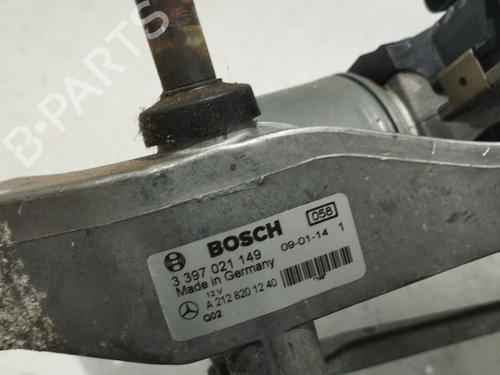 B-PARTS
BOSCH
058
3 397 021 149
09-01-14 1
Made in Germany
12 V
A 212 820 12 40
Q02